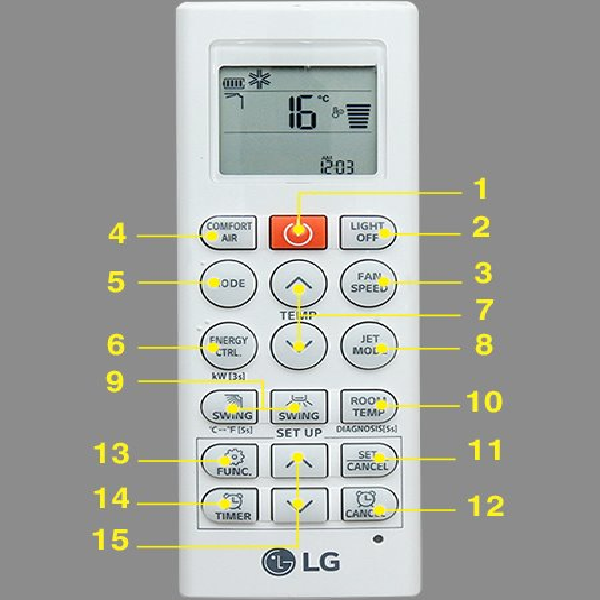 16 °C
AM 12:03
1
COMFORT AIR
LIGHT OFF
4
2
5
MODE
FAN SPEED
3
TEMP
7
6
ENERGY CTRL.
JET MODE
8
kW [3s]
9
SWING
SWING
ROOM TEMP
10
°C↔°F [5s]
SET UP
DIAGNOSIS[5s]
13
FUNC.
SET
CANCEL
11
14
TIMER
CANCEL
12
15
LG